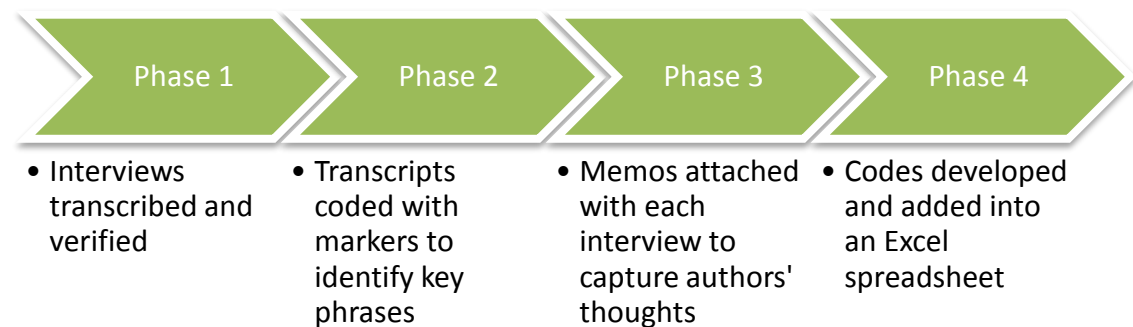 Phase 1
Phase 2
Phase 3
Phase 4
• Interviews
transcribed and
verified
• Transcripts
coded with
markers to
identify key
phrases
• Memos attached
with each
interview to
capture authors'
thoughts
• Codes developed
and added into
an Excel
spreadsheet